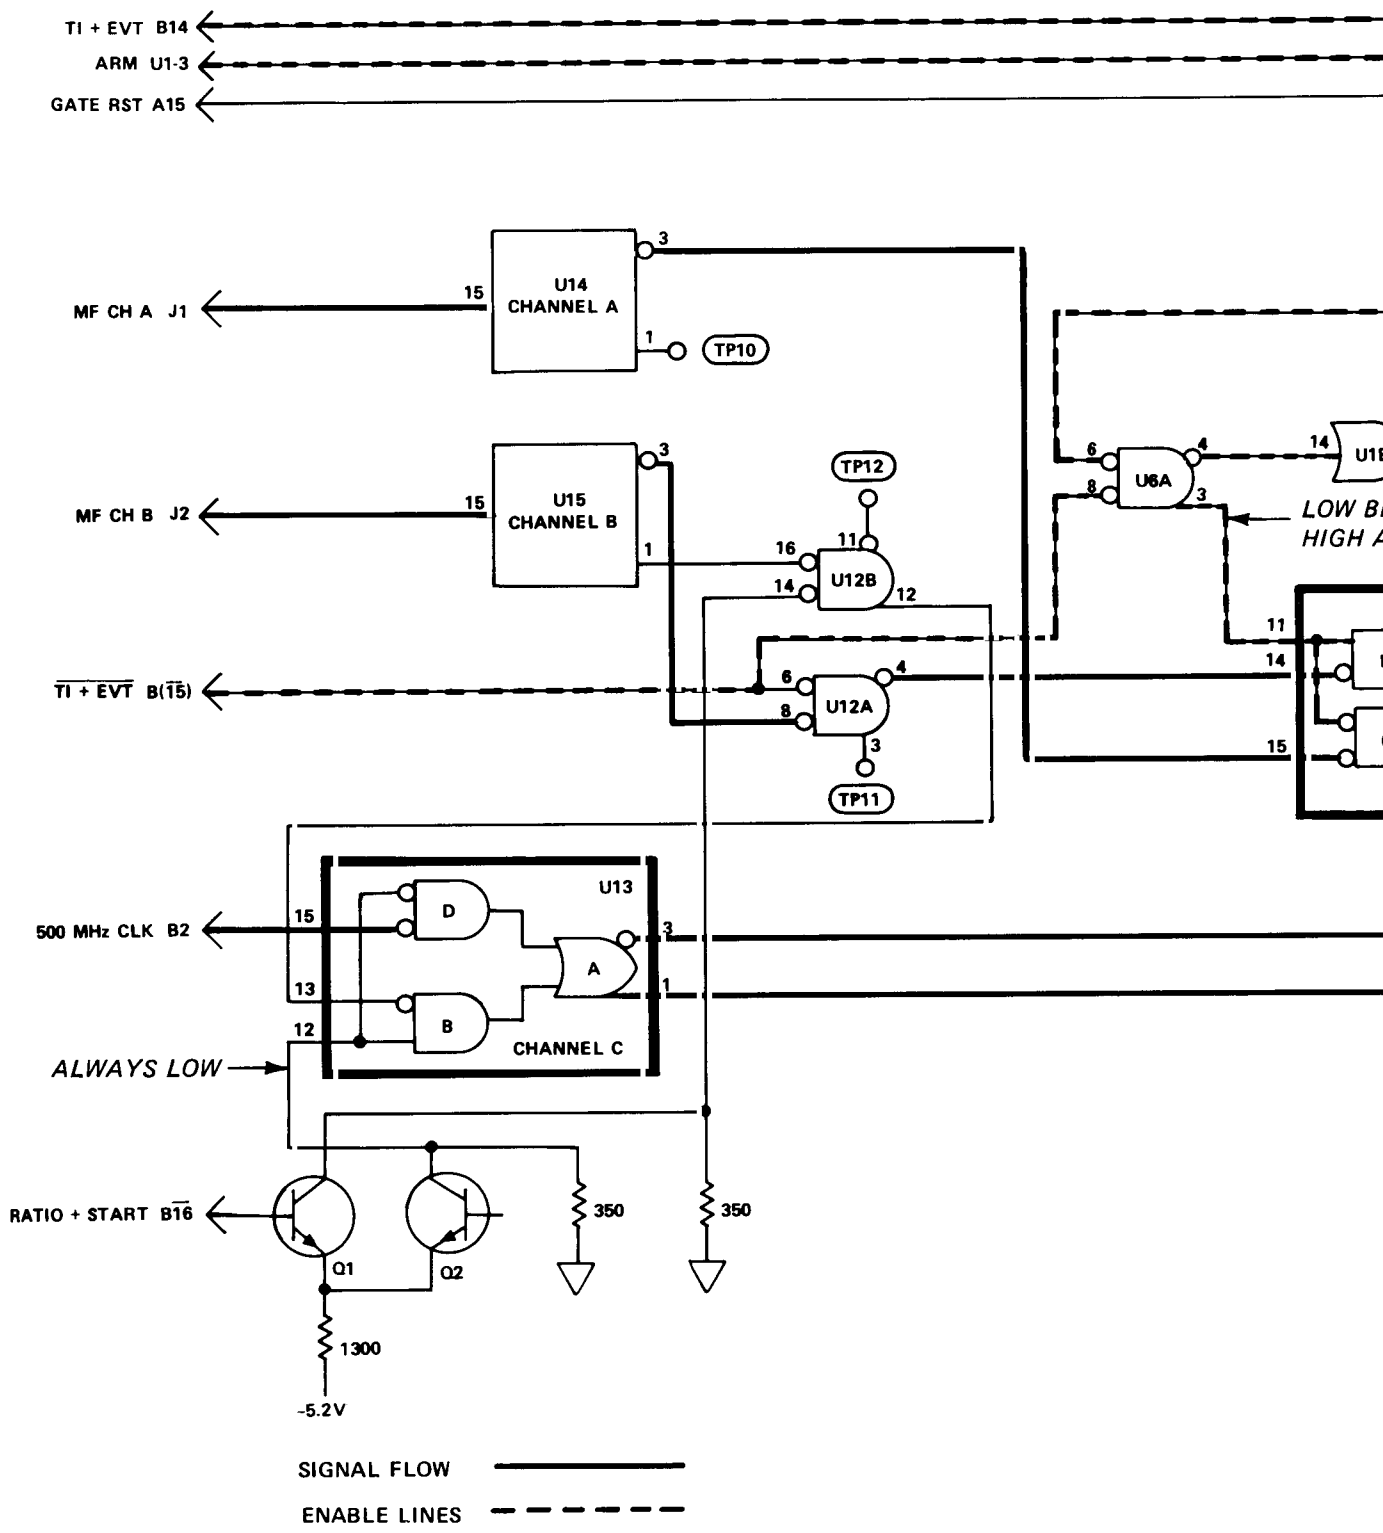 TI + EVT B14
ARM U1-3
GATE RST A15
3
U14
CHANNEL A
15
MF CH A J1
1
TP10
3
U15
CHANNEL B
15
MF CH B J2
1
TP12
11
16
14
U12B
12
6
8
U6A
4
3
14
LOW
HIGH
11
14
15
TI + EVT B(15)
6
8
U12A
4
3
TP11
U13
15
500 MHz CLK B2
D
A
3
1
13
B
12
CHANNEL C
ALWAYS LOW
RATIO + START B16
Q1
Q2
350
350
1300
-5.2V
SIGNAL FLOW
ENABLE LINES